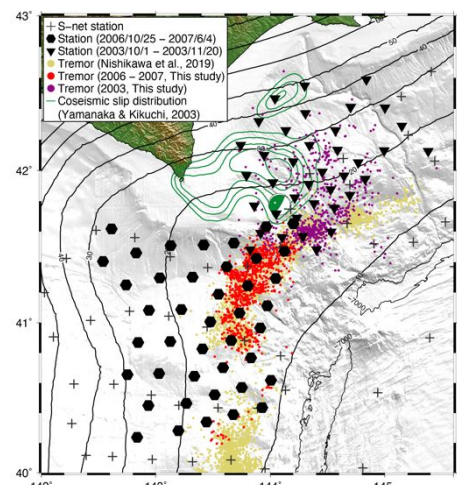 43°
S-net station
Station (2006/10/25 − 2007/6/4)
Station (2003/10/1 − 2003/11/20)
Tremor (Nishikawa et al., 2019)
Tremor (2006 − 2007, This study)
Tremor (2003, This study)
Coseismic slip distribution
(Yamanaka & Kikuchi, 2003)
50
40
42°
20
30
-7000
41°
-7000
40°